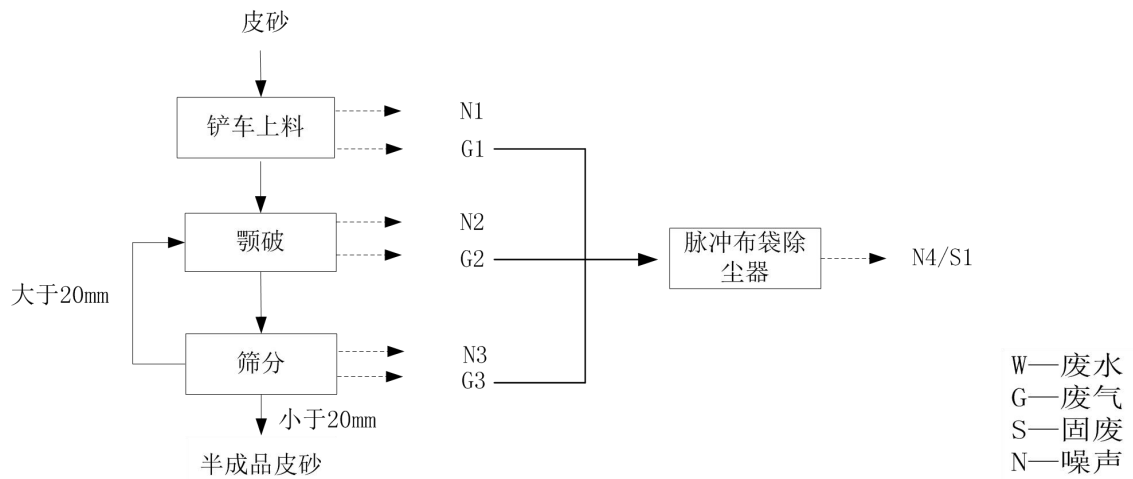 皮砂
铲车上料
N1
G1
颚破
N2
G2
脉冲布袋除
尘器
N4/S1
大于20mm
筛分
N3
G3
小于20mm
半成品皮砂
W—废水
G—废气
S—固废
N—噪声